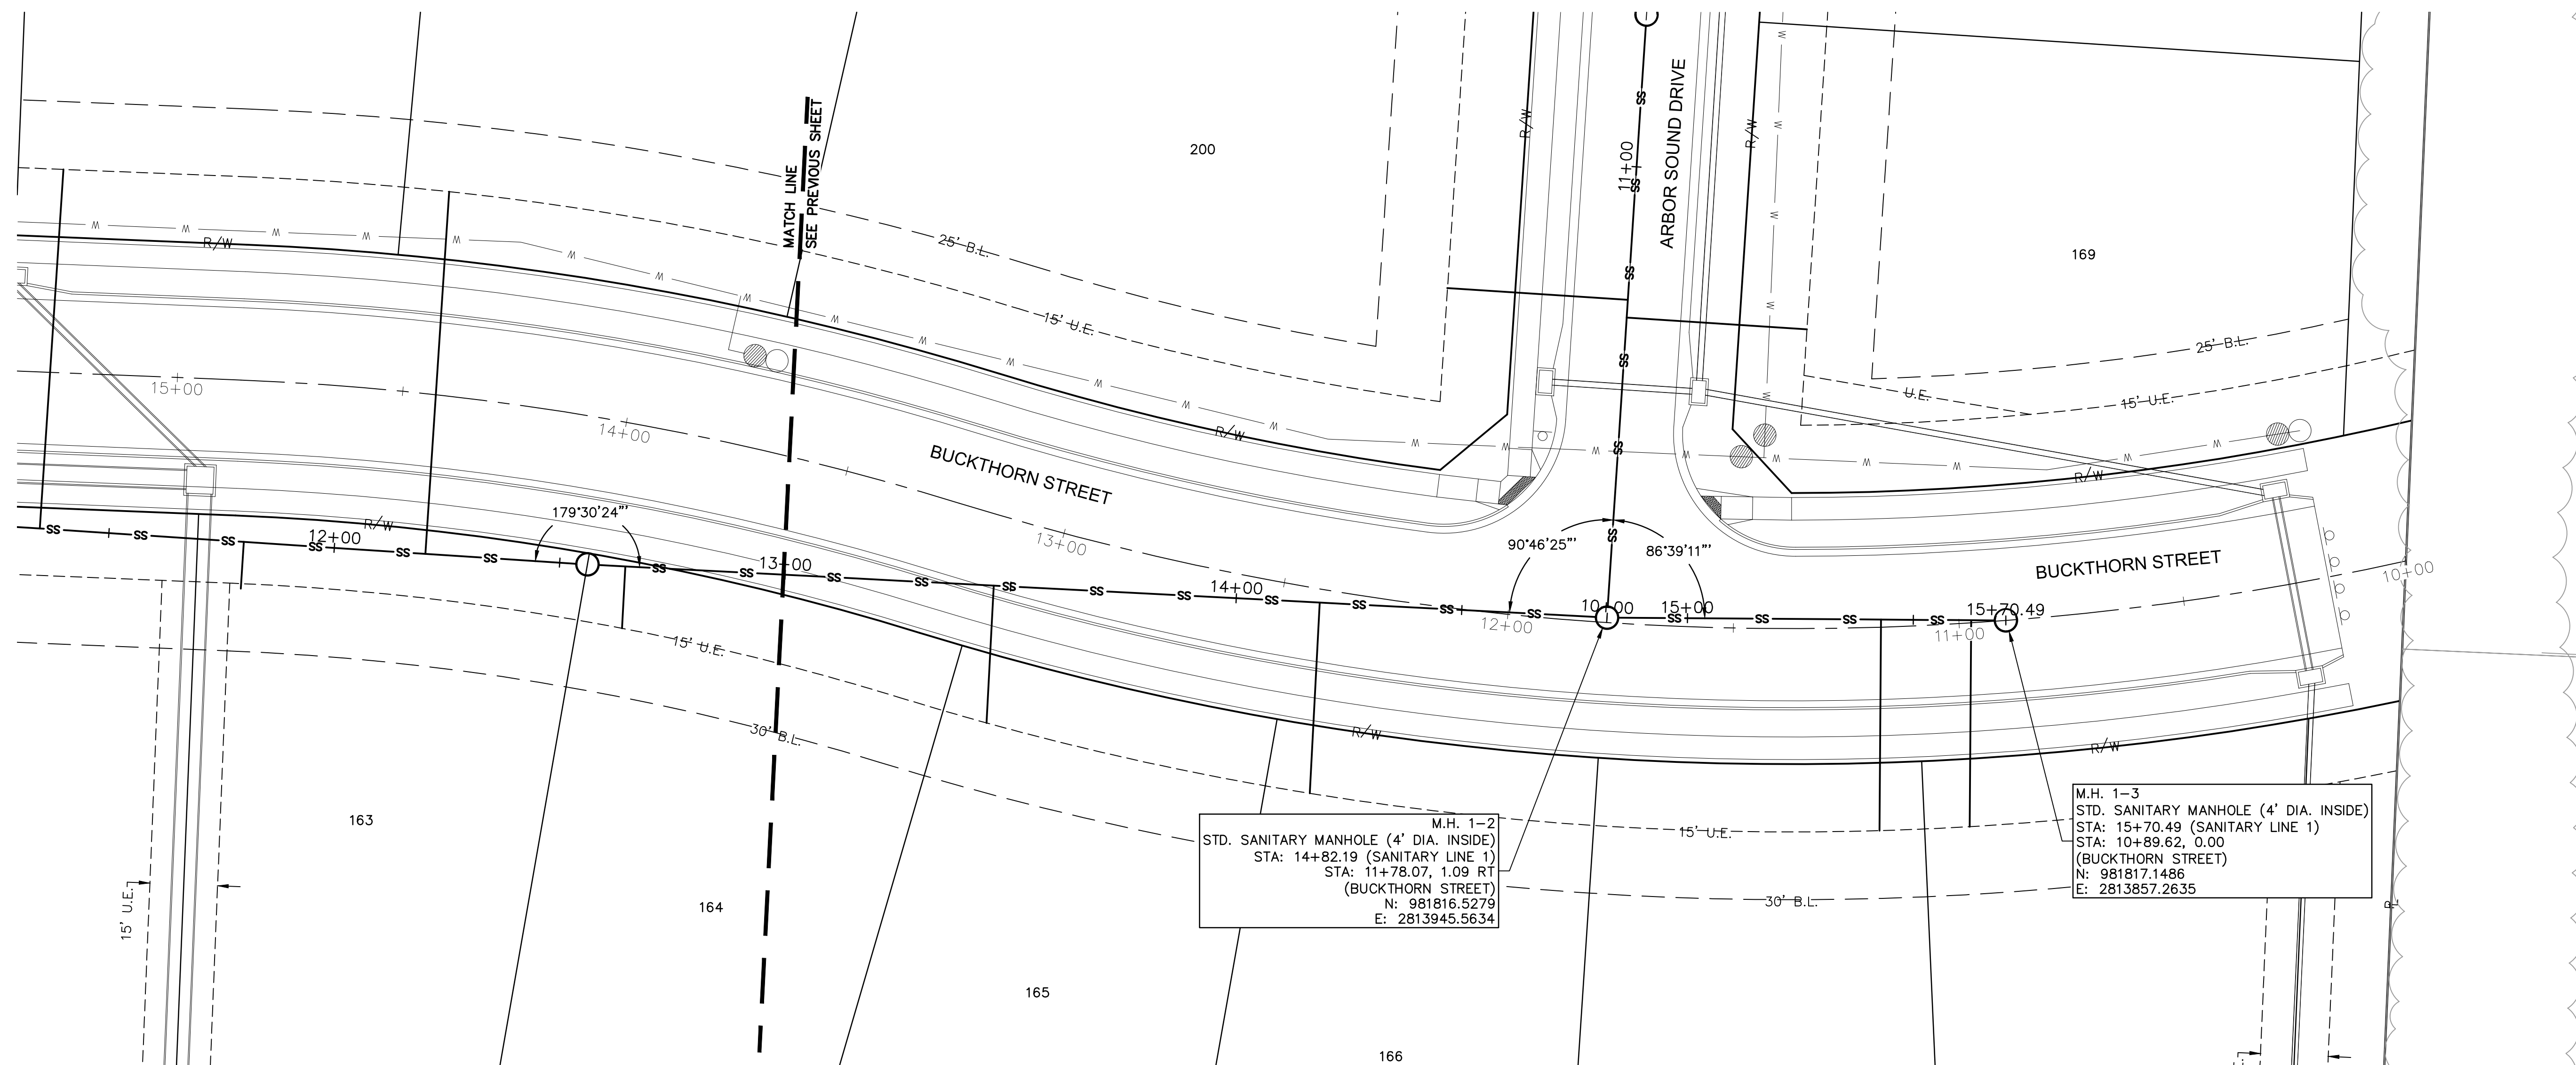 MATCH LINE
SEE PREVIOUS SHEET
200
ARBOR SOUND DRIVE
11+00
R/W
R/W
169
25' B.L.
15' U.E.
25' B.L.
15' U.E.
U.E.
R/W
R/W
R/W
15+00
14+00
13+00
12+00
11+00
10+00
BUCKTHORN STREET
BUCKTHORN STREET
179°30'24"'
90°46'25"'
86°39'11"'
R/W
12+00
13+00
14+00
10+00
15+00
15+70.49
15' U.E.
30' B.L.
R/W
R/W
163
164
165
166
15' U.E.
15' U.E.
30' B.L.
M.H. 1-2
STD. SANITARY MANHOLE (4' DIA. INSIDE)
STA: 14+82.19 (SANITARY LINE 1)
STA: 11+78.07, 1.09 RT
(BUCKTHORN STREET)
N: 981816.5279
E: 2813945.5634
M.H. 1-3
STD. SANITARY MANHOLE (4' DIA. INSIDE)
STA: 15+70.49 (SANITARY LINE 1)
STA: 10+89.62, 0.00
(BUCKTHORN STREET)
N: 981817.1486
E: 2813857.2635